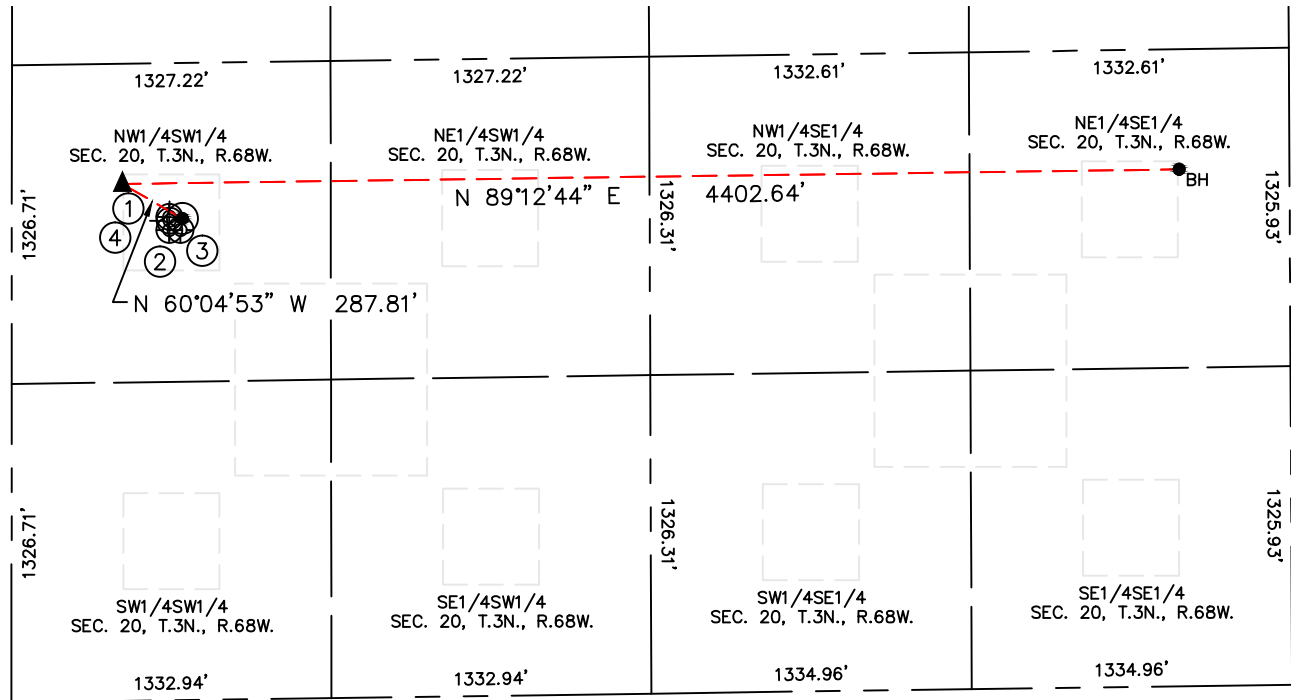 1327.22'
1327.22'
1332.61'
1332.61'
NW1/4SW1/4
SEC. 20, T.3N., R.68W.
NE1/4SW1/4
SEC. 20, T.3N., R.68W.
NW1/4SE1/4
SEC. 20, T.3N., R.68W.
NE1/4SE1/4
SEC. 20, T.3N., R.68W.
BH
N 89°12'44" E 4402.64'
1326.71'
1326.31'
1325.93'
1
4
2
3
N 60°04'53" W 287.81'
1326.71'
1326.31'
1325.93'
SW1/4SW1/4
SEC. 20, T.3N., R.68W.
SE1/4SW1/4
SEC. 20, T.3N., R.68W.
SW1/4SE1/4
SEC. 20, T.3N., R.68W.
SE1/4SE1/4
SEC. 20, T.3N., R.68W.
1332.94'
1332.94'
1334.96'
1334.96'